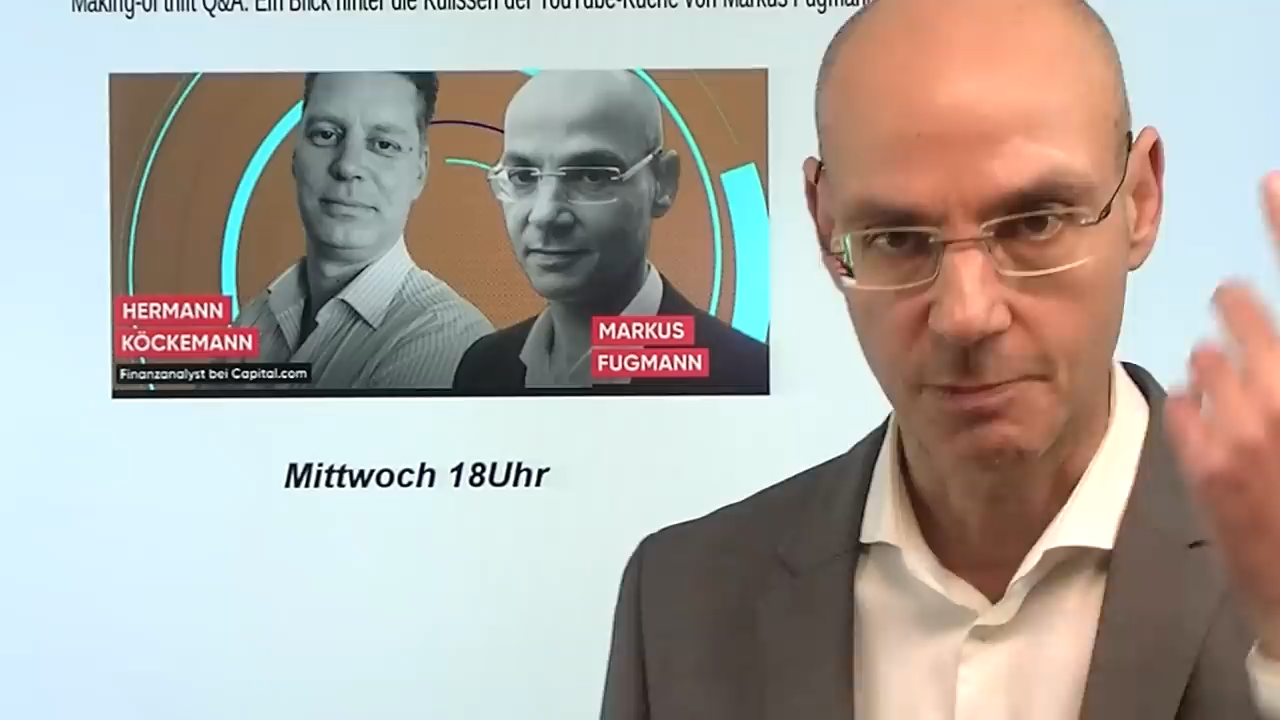 Making-of trifft Q&A: Ein Blick hinter die Kulissen der YouTube-Küche von Markus Fugmann
HERMANN
KÖCKEMANN
Finanzanalyst bei Capital.com
MARKUS
FUGMANN
Mittwoch 18Uhr